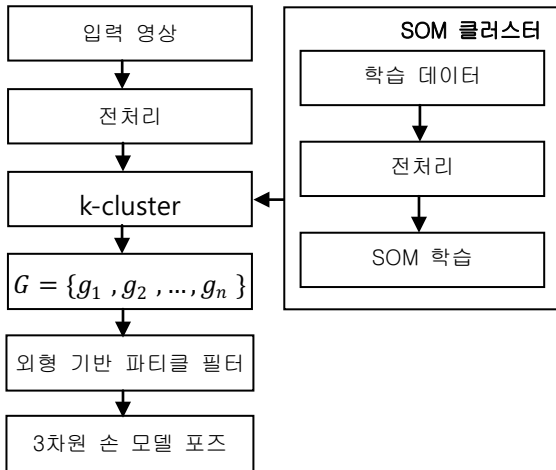 입력 영상
전처리
k-cluster
G = {g₁ , g₂ , …, gₙ }
외형 기반 파티클 필터
3차원 손 모델 포즈
SOM 클러스터
학습 데이터
전처리
SOM 학습